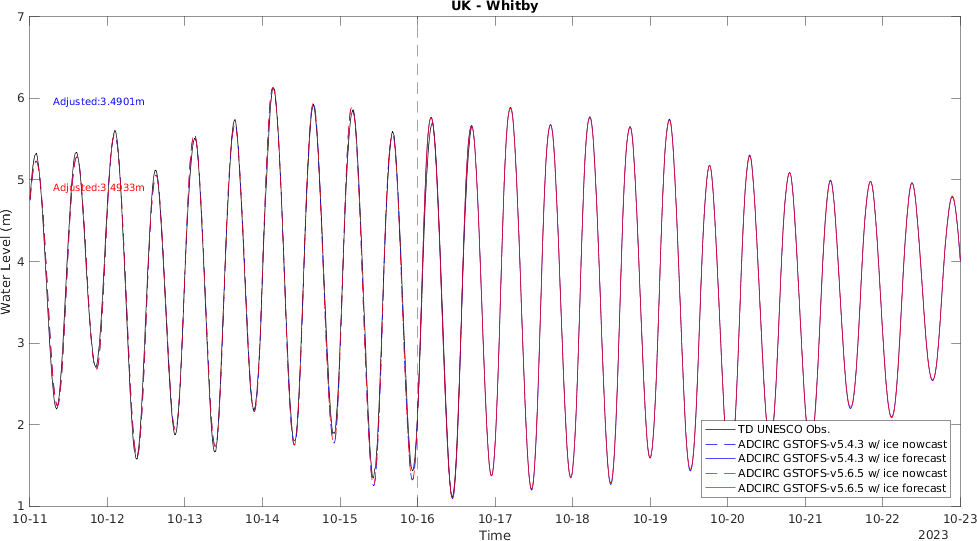 UK - Whitby
7
6
5
4
3
2
1
Water Level (m)
Adjusted:3.4901m
Adjusted:3.4933m
TD UNESCO Obs.
ADCIRC GSTOFS-v5.4.3 w/ ice nowcast
ADCIRC GSTOFS-v5.4.3 w/ ice forecast
ADCIRC GSTOFS-v5.6.5 w/ ice nowcast
ADCIRC GSTOFS-v5.6.5 w/ ice forecast
10-11 10-12 10-13 10-14 10-15 10-16 10-17 10-18 10-19 10-20 10-21 10-22 10-23
Time
2023